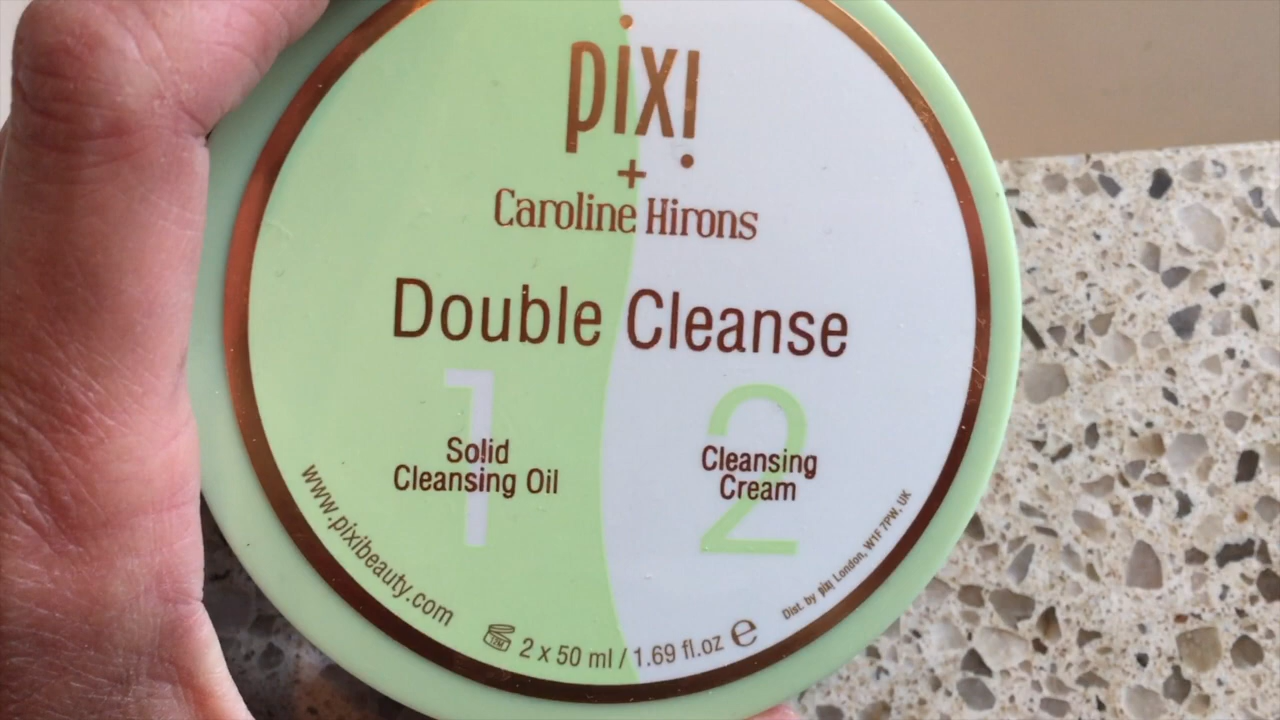 pixi
+
Caroline Hirons
Double Cleanse
1 2
Solid Cleansing
Cleansing Oil Cream
www.pixibeauty.com
12M 2 x 50 ml / 1.69 fl.oz e
Dist. by pixi London, W1F 7PW, UK